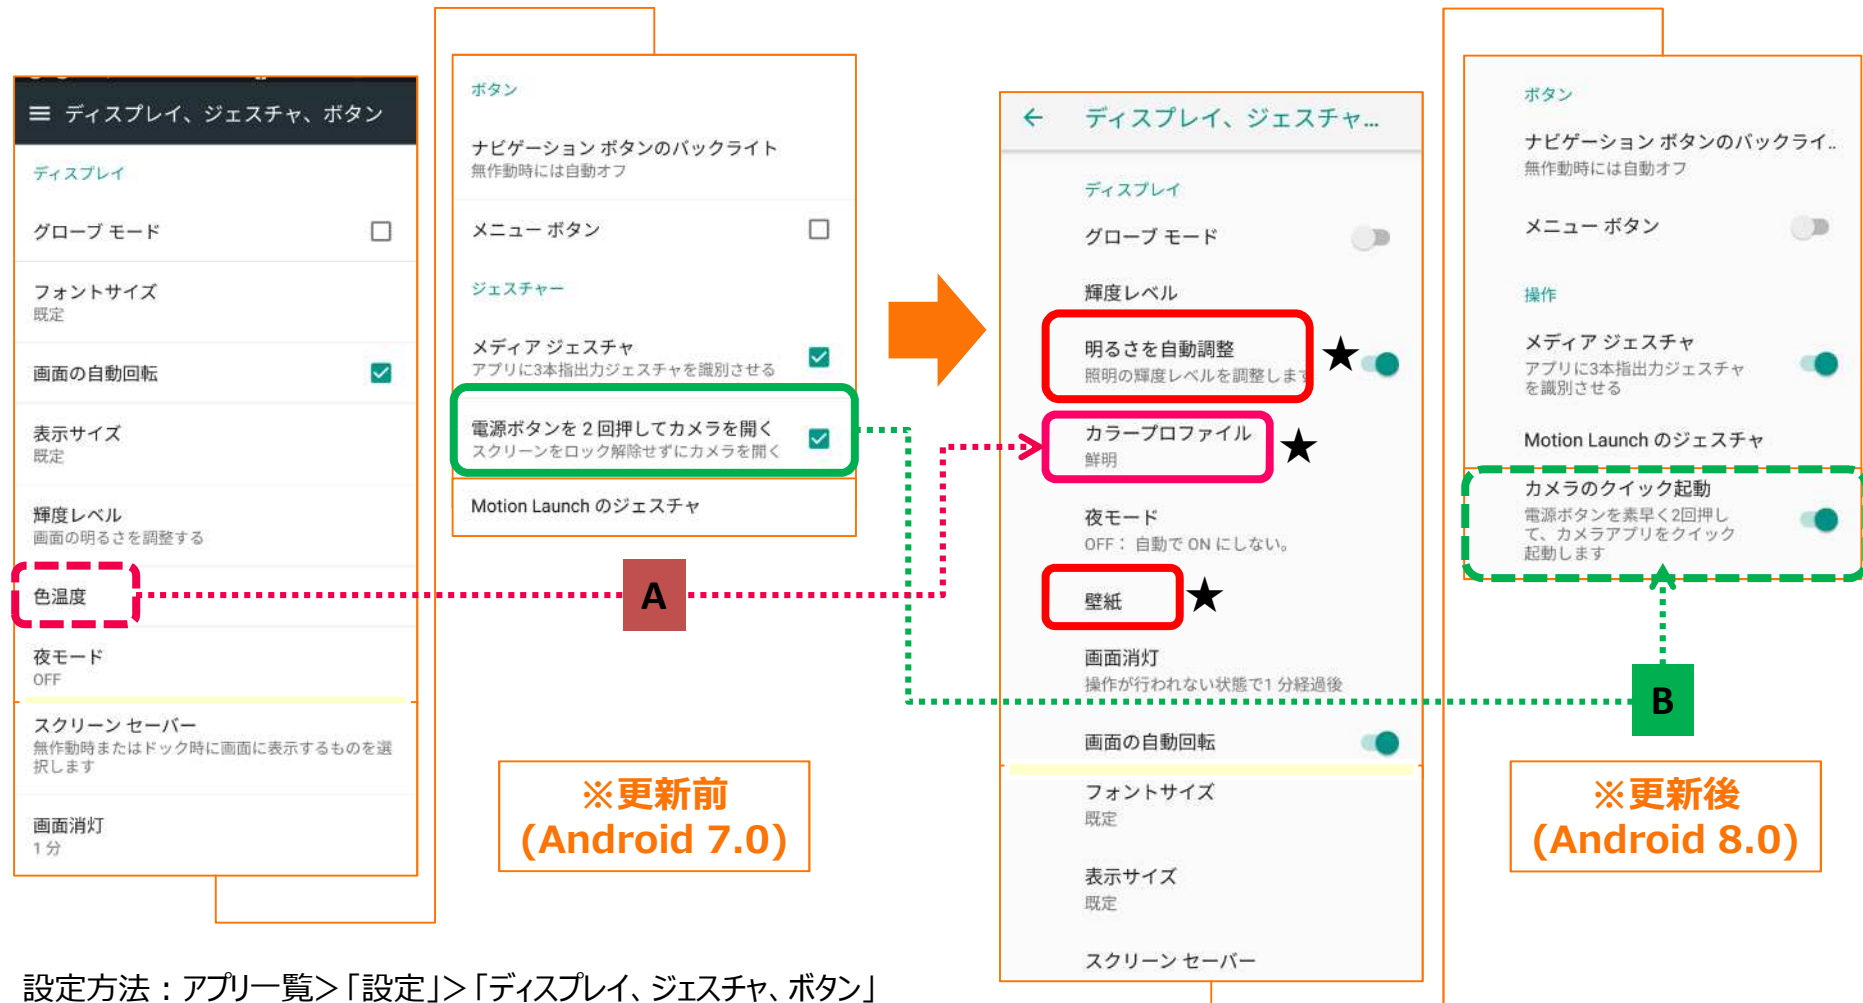 ディスプレイ、ジェスチャ、ボタン
ディスプレイ
グローブ モード
フォントサイズ
既定
画面の自動回転
表示サイズ
既定
輝度レベル
画面の明るさを調整する
色温度
夜モード
OFF
スクリーン セーバー
無作動時またはドック時に画面に表示するものを選
択します
画面消灯
1 分
ボタン
ナビゲーション ボタンのバックライト
無作動時には自動オフ
メニュー ボタン
ジェスチャー
メディア ジェスチャ
アプリに3本指出力ジェスチャを識別させる
電源ボタンを 2 回押してカメラを開く
スクリーンをロック解除せずにカメラを開く
Motion Launch のジェスチャ
A
※更新前
(Android 7.0)
ディスプレイ、ジェスチャ...
ディスプレイ
グローブ モード
輝度レベル
明るさを自動調整
照明の輝度レベルを調整します
★
カラープロファイル
鮮明
★
夜モード
OFF： 自動で ON にしない。
壁紙
★
画面消灯
操作が行われない状態で1 分経過後
画面の自動回転
フォントサイズ
既定
表示サイズ
既定
スクリーン セーバー
ボタン
ナビゲーション ボタンのバックライ..
無作動時には自動オフ
メニュー ボタン
操作
メディア ジェスチャ
アプリに3本指出力ジェスチャ
を識別させる
Motion Launch のジェスチャ
カメラのクイック起動
電源ボタンを素早く2回押し
て、カメラアプリをクイック
起動します
B
※更新後
(Android 8.0)
設定方法：アプリ一覧＞「設定」＞「ディスプレイ、ジェスチャ、ボタン」